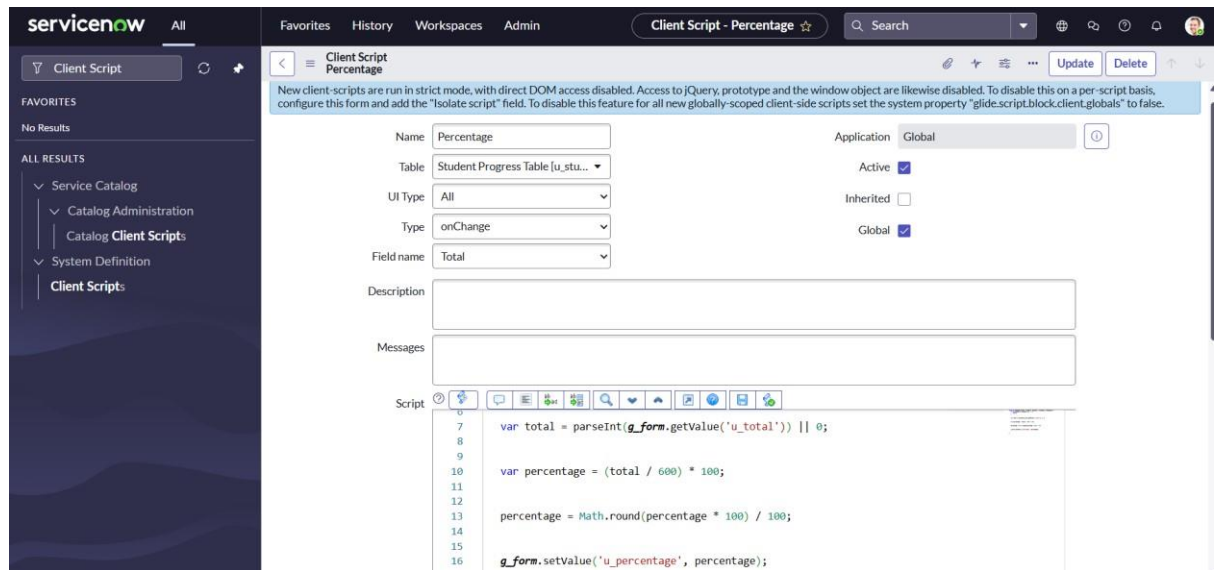 servicenow All Favorites History Workspaces Admin Client Script - Percentage ☆ Search
Client Script
FAVORITES
No Results
ALL RESULTS
Service Catalog
Catalog Administration
Catalog Client Scripts
System Definition
Client Scripts
Client Script
Percentage
Update Delete
New client-scripts are run in strict mode, with direct DOM access disabled. Access to jQuery, prototype and the window object are likewise disabled. To disable this on a per-script basis,
configure this form and add the "Isolate script" field. To disable this feature for all new globally-scoped client-side scripts set the system property "glide.script.block.client.globals" to false.
Name Percentage Application Global
Table Student Progress Table [u_stu... Active
UI Type All Inherited
Type onChange Global
Field name Total
Description
Messages
Script
6
7 var total = parseInt(g_form.getValue('u_total')) || 0;
8
9
10 var percentage = (total / 600) * 100;
11
12
13 percentage = Math.round(percentage * 100) / 100;
14
15
16 g_form.setValue('u_percentage', percentage);